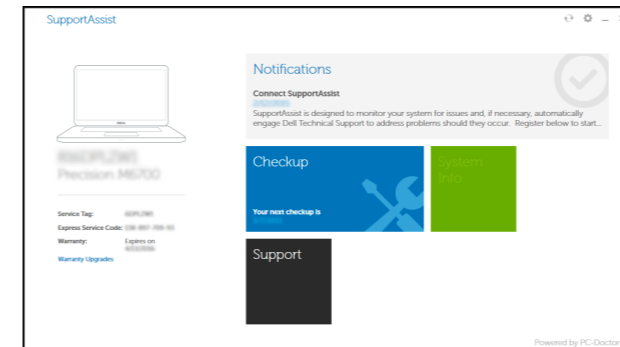 SupportAssist
Notifications
Connect SupportAssist
SupportAssist is designed to monitor your system for issues and, if necessary, automatically
engage Dell Technical Support to address problems should they occur. Register below to start...
Precision M6700
Checkup
System
Info
Your next checkup is
Service Tag:
Express Service Code:
Warranty: Expires on
Warranty Upgrades
Support
Powered by PC-Doctor